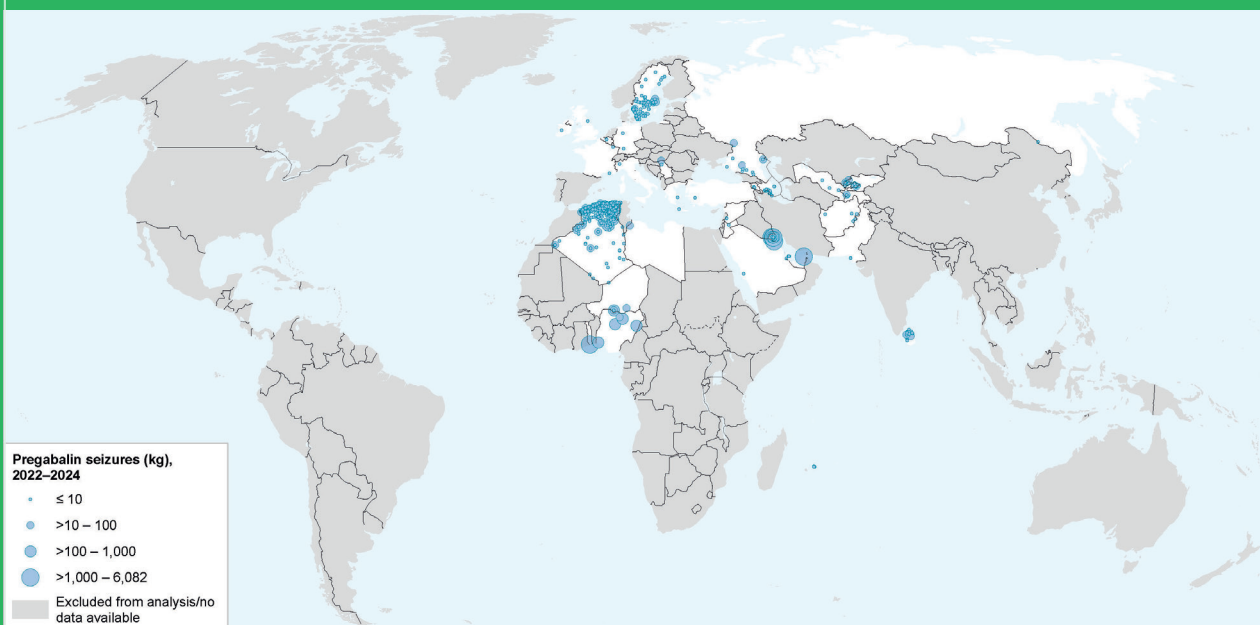 Pregabalin seizures (kg),
2022–2024
≤ 10
>10 – 100
>100 – 1,000
>1,000 – 6,082
Excluded from analysis/no
data available